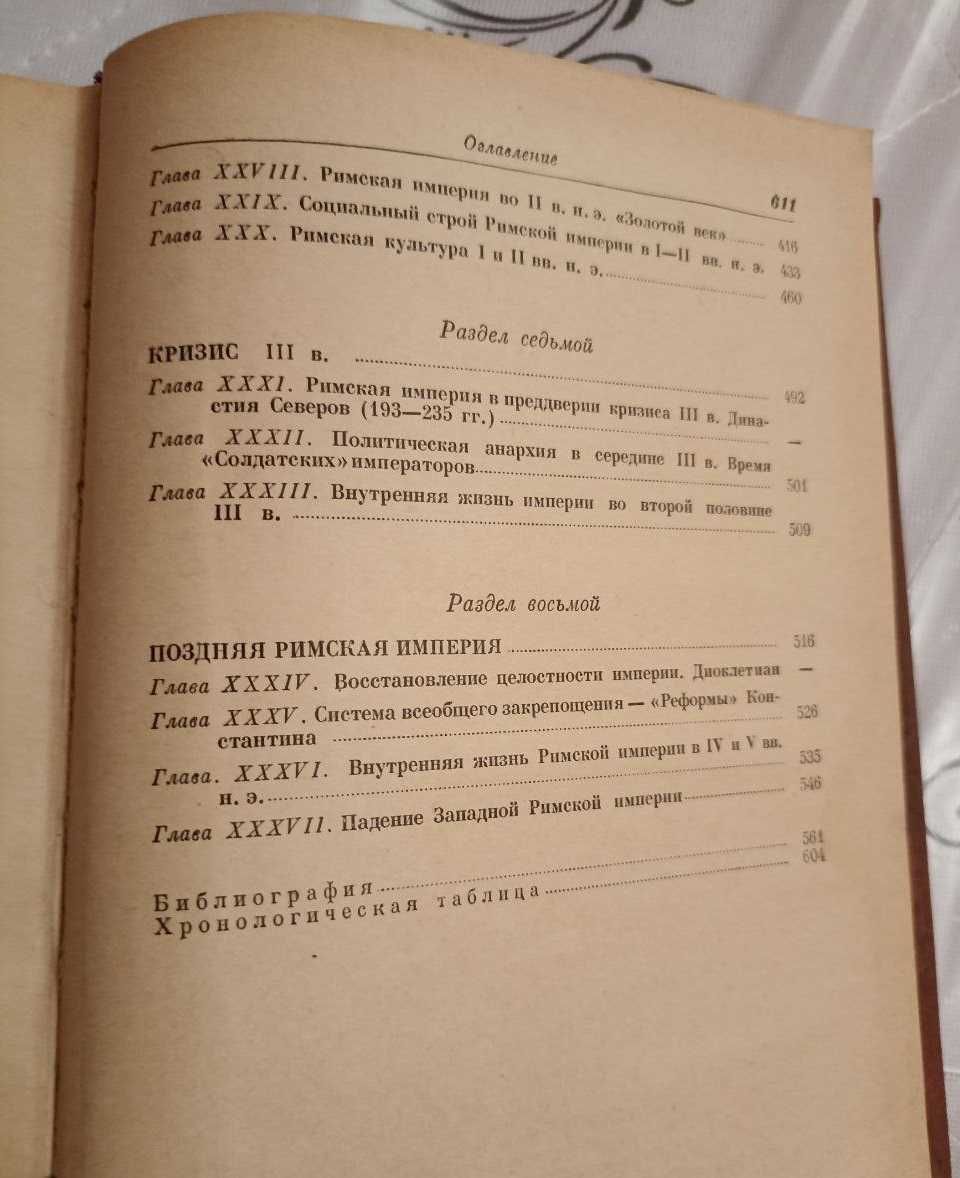 Оглавление 611
Глава XXVIII. Римская империя во II в. н. э. «Золотой век» 416
Глава XXIX. Социальный строй Римской империи в I—II вв. н. э. 433
Глава XXX. Римская культура I и II вв. н. э. 460
Раздел седьмой
КРИЗИС III в. 492
Глава XXXI. Римская империя в преддверии кризиса III в. Дина-
стия Северов (193—235 гг.) —
Глава XXXII. Политическая анархия в середине III в. Время
«Солдатских» императоров 501
Глава XXXIII. Внутренняя жизнь империи во второй половине
III в. 509
Раздел восьмой
ПОЗДНЯЯ РИМСКАЯ ИМПЕРИЯ 516
Глава XXXIV. Восстановление целостности империи. Диоклетиан —
Глава XXXV. Система всеобщего закрепощения — «Реформы» Кон-
стантина 526
Глава. XXXVI. Внутренняя жизнь Римской империи в IV и V вв.
н. э. 535
Глава XXXVII. Падение Западной Римской империи 546
Библиография 561
Хронологическая таблица 604